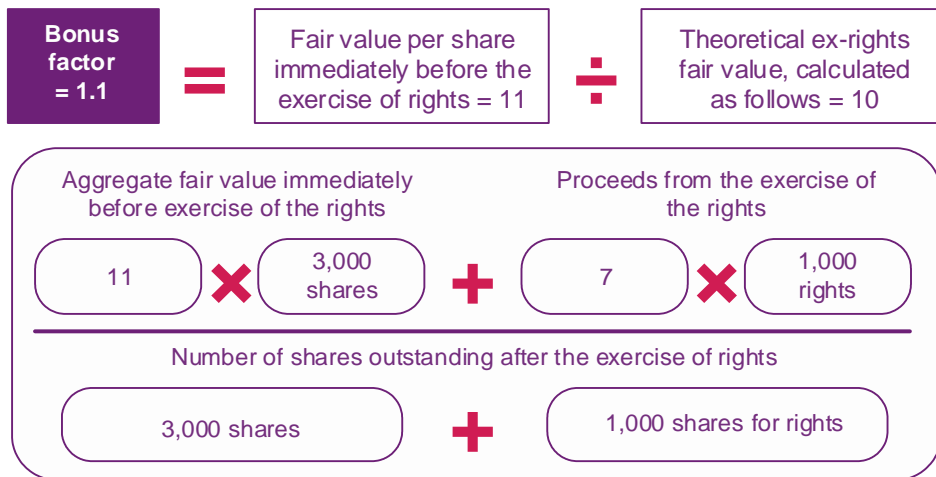 Bonus
factor
= 1.1
=
Fair value per share
immediately before the
exercise of rights = 11
÷
Theoretical ex-rights
fair value, calculated
as follows = 10
Aggregate fair value immediately
before exercise of the rights
Proceeds from the exercise of
the rights
11
×
3,000
shares
+
7
×
1,000
rights
Number of shares outstanding after the exercise of rights
3,000 shares
+
1,000 shares for rights